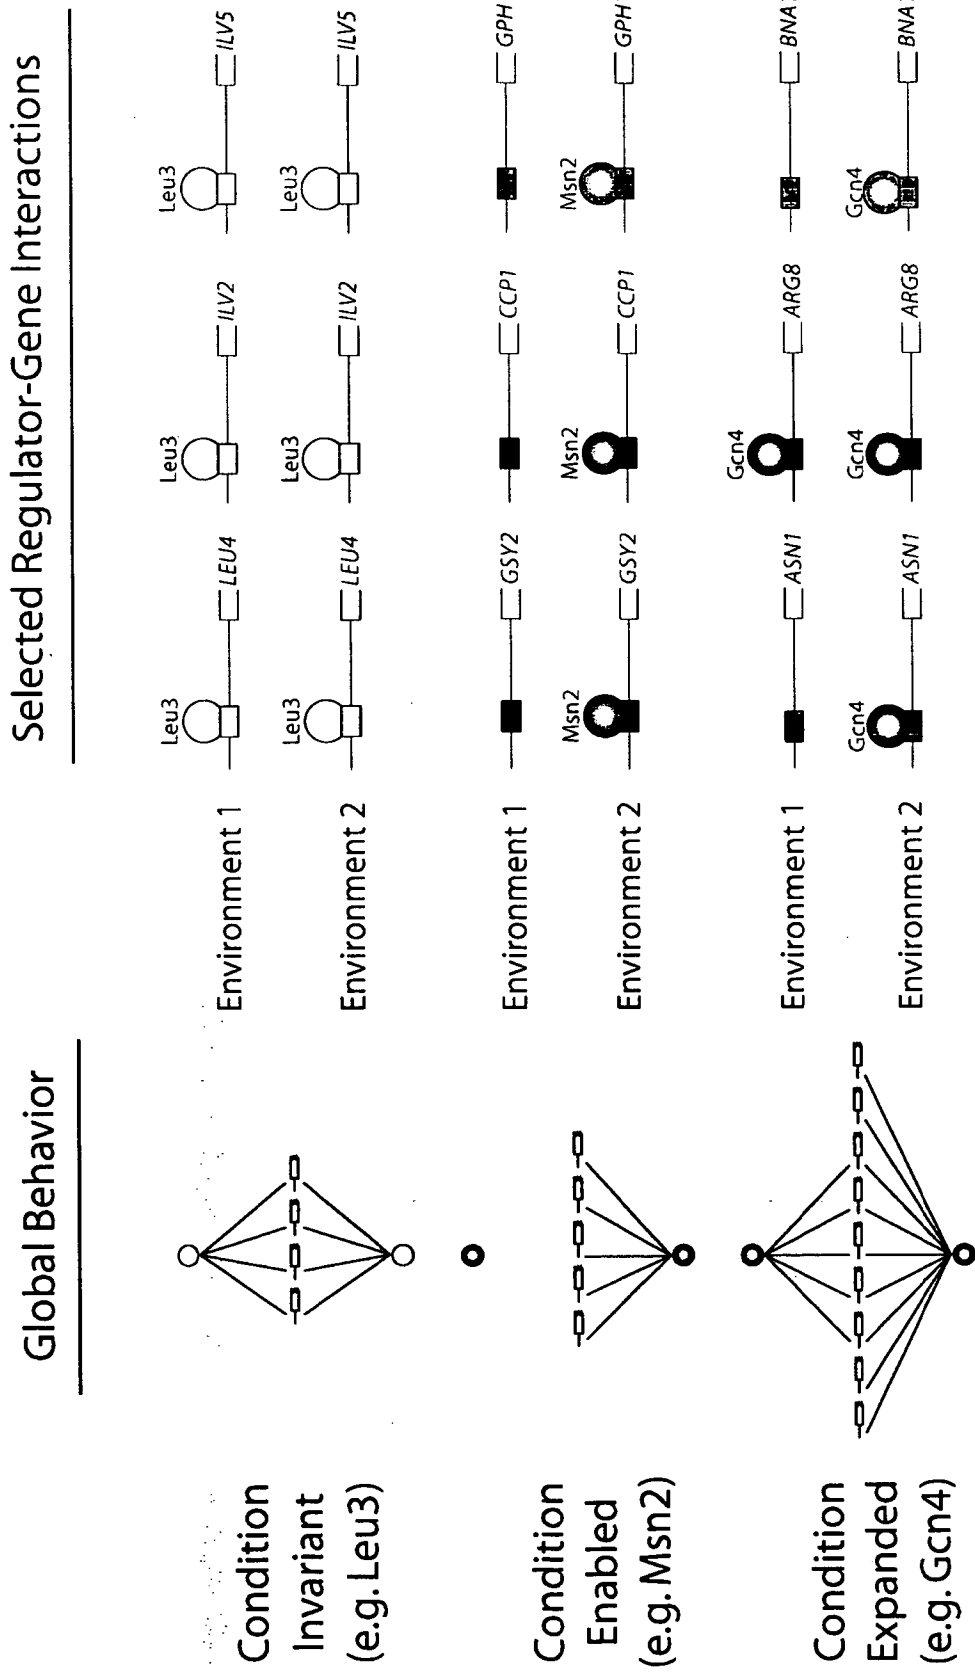 Global Behavior
Selected Regulator-Gene Interactions
Condition
Invariant
(e.g. Leu3)
Environment 1
Leu3
LEU4
Leu3
ILV2
Leu3
ILV5
Environment 2
Leu3
LEU4
Leu3
ILV2
Leu3
ILV5
Condition
Enabled
(e.g. Msn2)
Environment 1
GSY2
CCP1
GPH
Environment 2
Msn2
GSY2
Msn2
CCP1
Msn2
GPH
Condition
Expanded
(e.g. Gcn4)
Environment 1
ASN1
Gcn4
ARG8
BNA
Environment 2
Gcn4
ASN1
Gcn4
ARG8
Gcn4
BNA